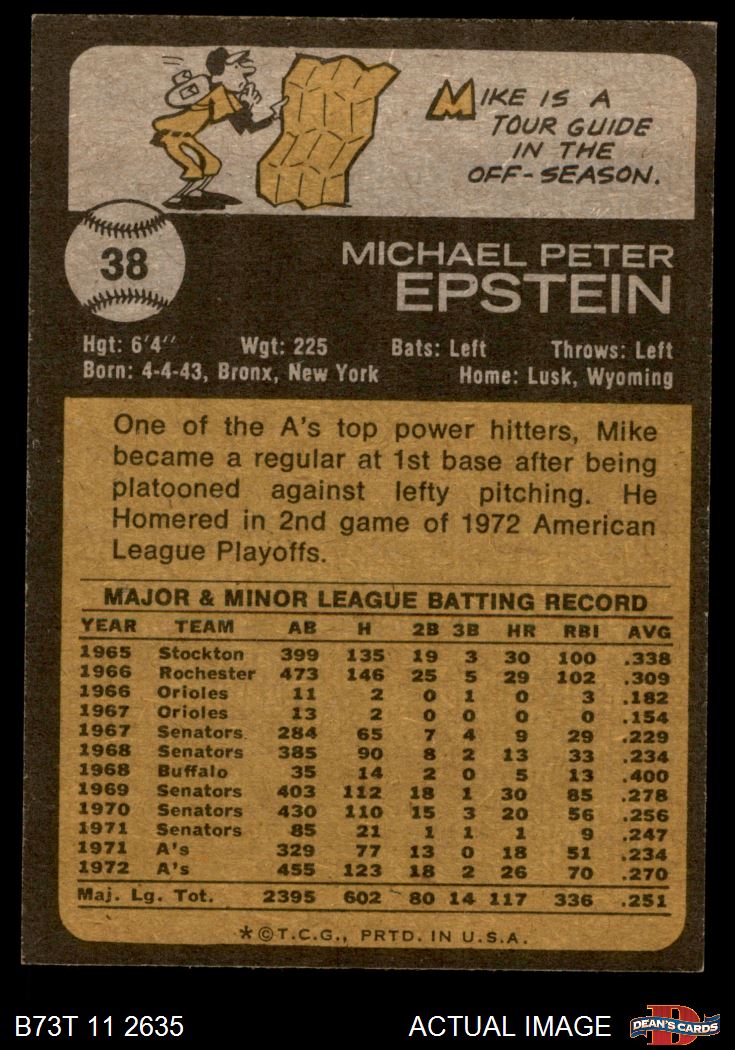 MIKE IS A
TOUR GUIDE
IN THE
OFF-SEASON.
38
MICHAEL PETER
EPSTEIN
Hgt: 6'4" Wgt: 225 Bats: Left Throws: Left
Born: 4-4-43, Bronx, New York Home: Lusk, Wyoming
One of the A's top power hitters, Mike
became a regular at 1st base after being
platooned against lefty pitching. He
Homered in 2nd game of 1972 American
League Playoffs.
MAJOR & MINOR LEAGUE BATTING RECORD
YEAR TEAM AB H 2B 3B HR RBI AVG
1965 Stockton 399 135 19 3 30 100 .338
1966 Rochester 473 146 25 5 29 102 .309
1966 Orioles 11 2 0 1 0 3 .182
1967 Orioles 13 2 0 0 0 0 .154
1967 Senators 284 65 7 4 9 29 .229
1968 Senators 385 90 8 2 13 33 .234
1968 Buffalo 35 14 2 0 5 13 .400
1969 Senators 403 112 18 1 30 85 .278
1970 Senators 430 110 15 3 20 56 .256
1971 Senators 85 21 1 1 1 9 .247
1971 A's 329 77 13 0 18 51 .234
1972 A's 455 123 18 2 26 70 .270
Maj. Lg. Tot. 2395 602 80 14 117 336 .251
*©T.C.G., PRTD. IN U.S.A.
B73T 11 2635 ACTUAL IMAGE DEAN'S CARDS